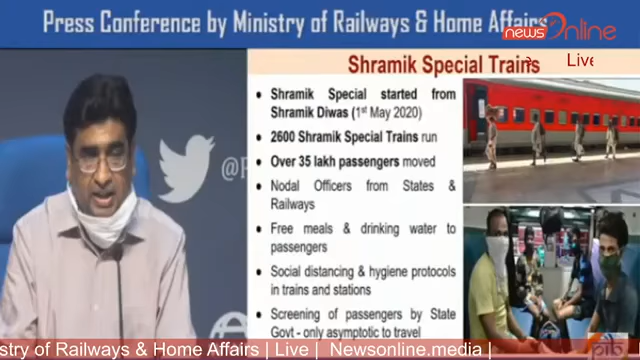 Press Conference by Ministry of Railways & Home Affairs
newsOnline
Live
Shramik Special Trains
• Shramik Special started from
Shramik Diwas (1st May 2020)
• 2600 Shramik Special Trains run
• Over 35 lakh passengers moved
• Nodal Officers from States &
Railways
• Free meals & drinking water to
passengers
• Social distancing & hygiene protocols
in trains and stations
• Screening of passengers by State
Govt - only asymptotic to travel
stry of Railways & Home Affairs | Live | Newsonline.media |